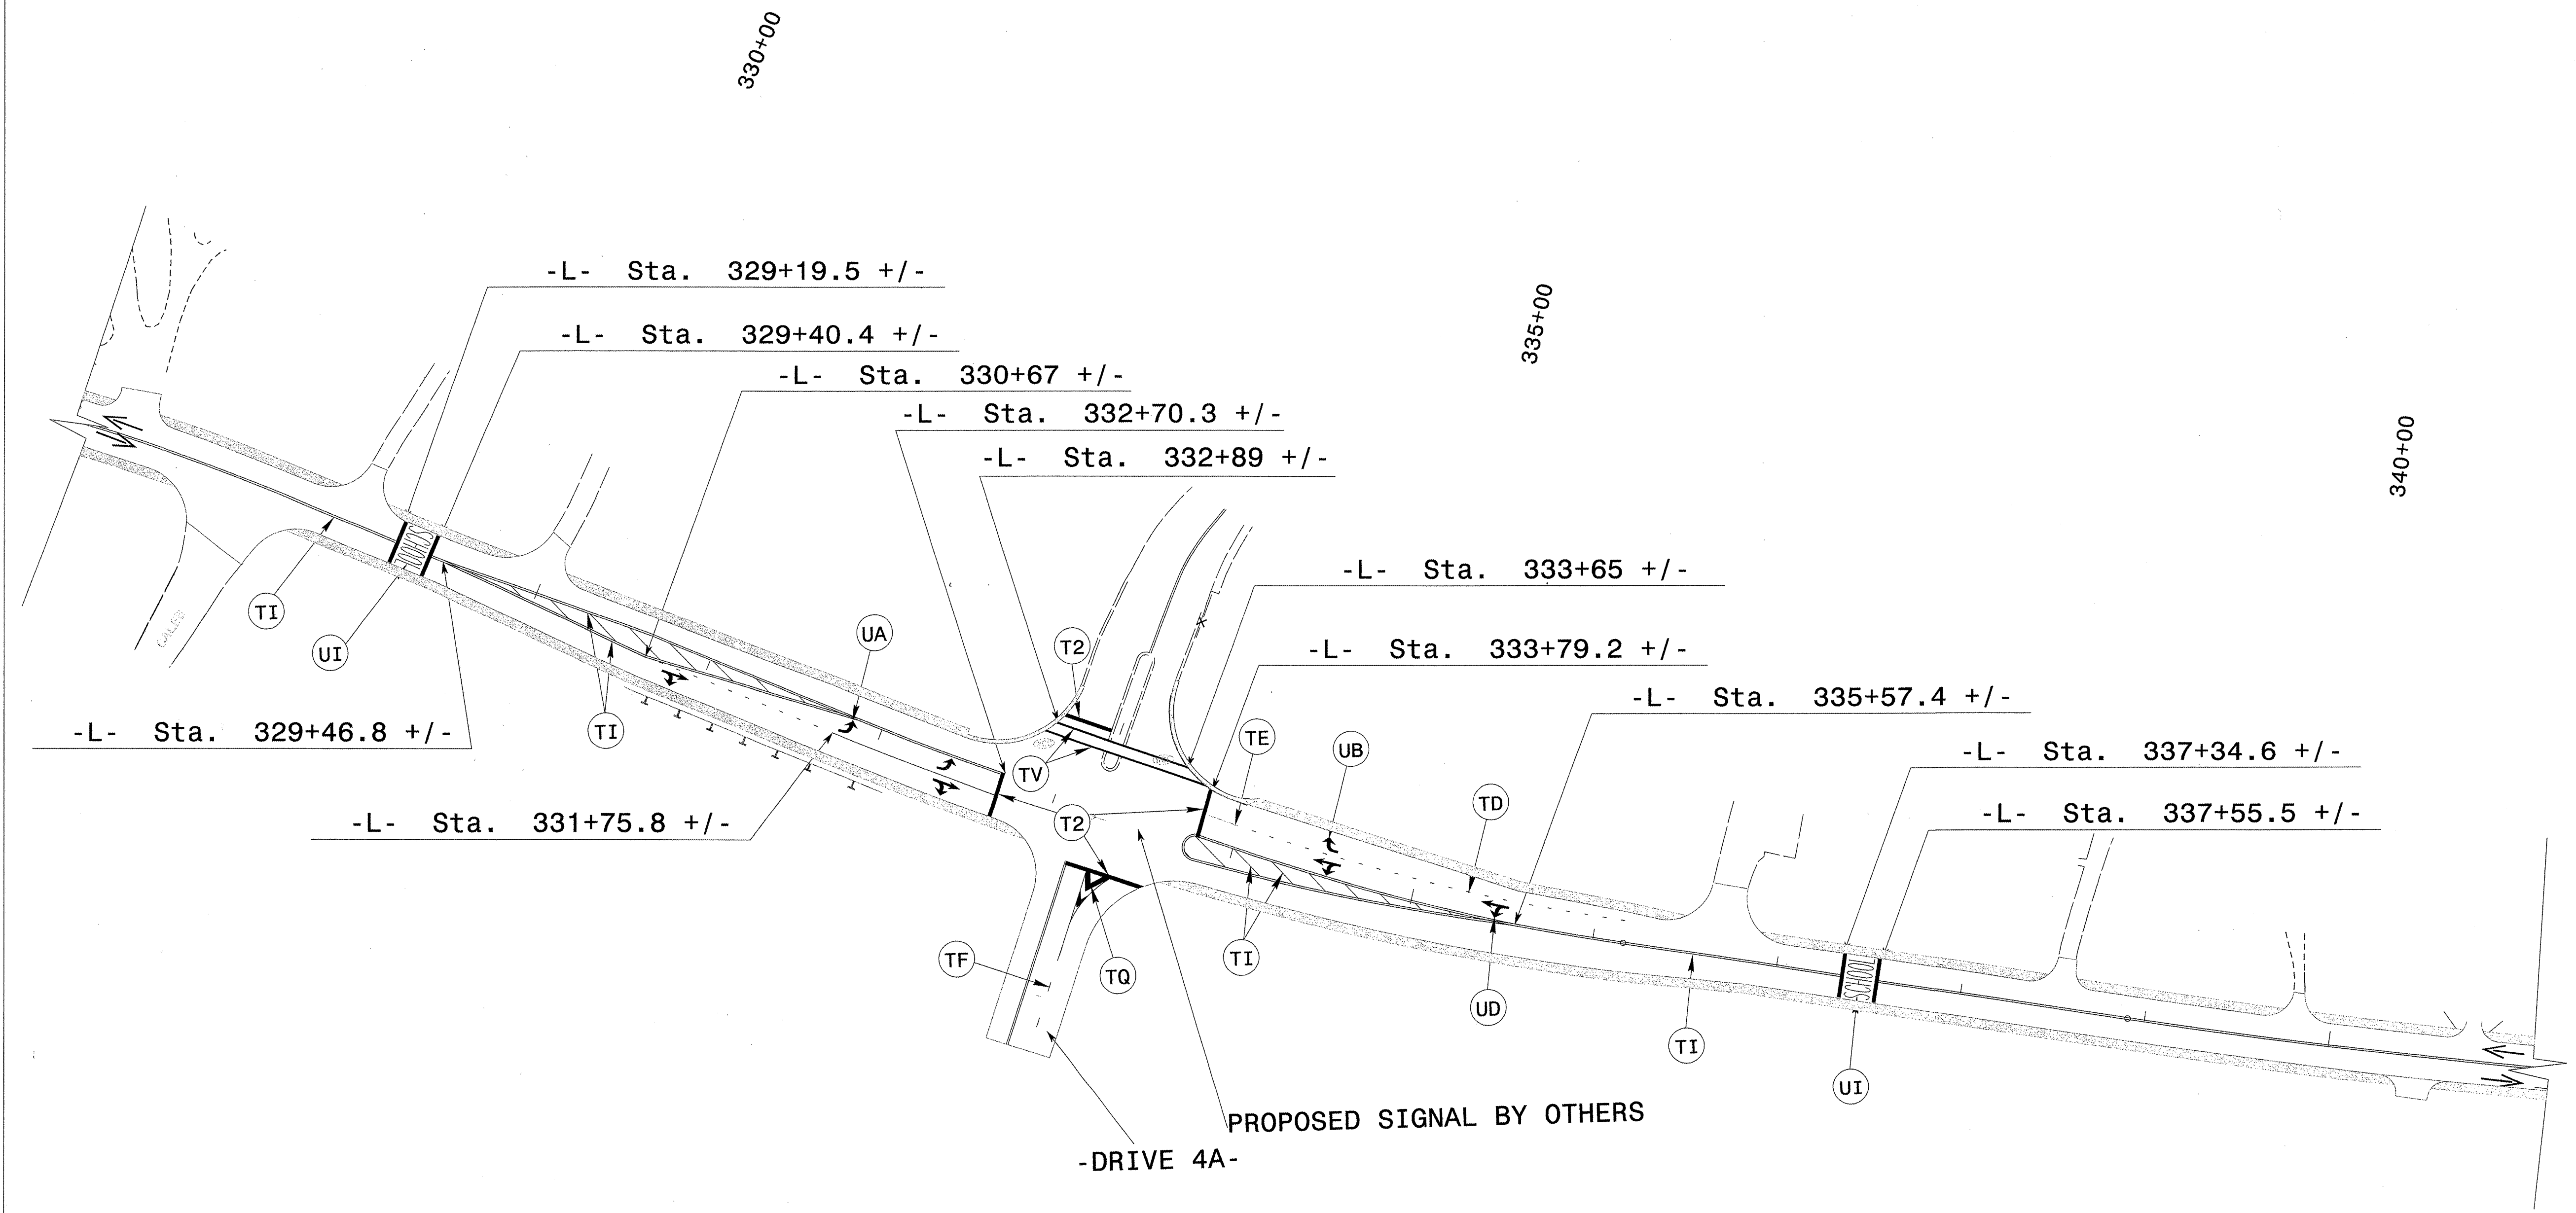 330+00
-L- Sta. 329+19.5 +/-
335+00
-L- Sta. 329+40.4 +/-
-L- Sta. 330+67 +/-
-L- Sta. 332+70.3 +/-
340+00
-L- Sta. 332+89 +/-
SCHOOL
-L- Sta. 333+65 +/-
TI
UI
UA
T2
-L- Sta. 333+79.2 +/-
-L- Sta. 335+57.4 +/-
-L- Sta. 329+46.8 +/-
TI
TV
TE
UB
-L- Sta. 337+34.6 +/-
-L- Sta. 331+75.8 +/-
T2
TD
-L- Sta. 337+55.5 +/-
TF
TQ
TI
UD
SCHOOL
TI
UI
PROPOSED SIGNAL BY OTHERS
-DRIVE 4A-